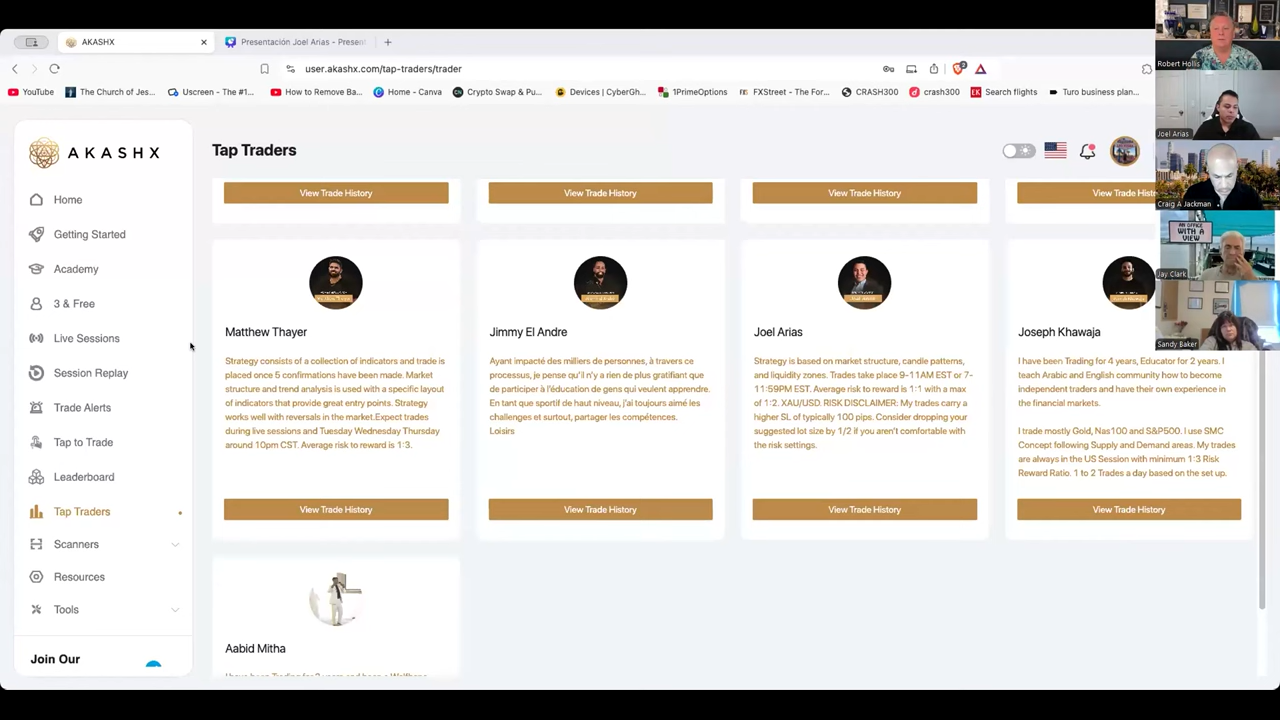 AKASHX
Presentación Joel Arias - Presen
user.akashx.com/tap-traders/trader
YouTube
The Church of Jes...
Uscreen - The #1...
How to Remove Ba...
Home - Canva
Crypto Swap & Pu...
Devices | CyberGh...
1PrimeOptions
FXStreet - The For...
CRASH300
crash300
Search flights
Turo business plan...
AKASHX
Home
Getting Started
Academy
3 & Free
Live Sessions
Session Replay
Trade Alerts
Tap to Trade
Leaderboard
Tap Traders
Scanners
Resources
Tools
Join Our
Tap Traders
View Trade History
View Trade History
View Trade History
View Trade Hist
Matthew Thayer
Strategy consists of a collection of indicators and trade is
placed once 5 confirmations have been made. Market
structure and trend analysis is used with a specific layout
of indicators that provide great entry points. Strategy
works well with reversals in the market.Expect trades
during live sessions and Tuesday Wednesday Thursday
around 10pm CST. Average risk to reward is 1:3.
View Trade History
Jimmy El Andre
Ayant impacté des milliers de personnes, à travers ce
processus, je pense qu'il n'y a rien de plus gratifiant que
de participer à l'éducation de gens qui veulent apprendre.
En tant que sportif de haut niveau, j'ai toujours aimé les
challenges et surtout, partager les compétences.
Loisirs
View Trade History
Joel Arias
Strategy is based on market structure, candle patterns,
and liquidity zones. Trades take place 9-11AM EST or 7-
11:59PM EST. Average risk to reward is 1:1 with a max
of 1:2. XAU/USD. RISK DISCLAIMER: My trades carry a
higher SL of typically 100 pips. Consider dropping your
suggested lot size by 1/2 if you aren't comfortable with
the risk settings.
View Trade History
Joseph Khawaja
I have been Trading for 4 years, Educator for 2 years. I
teach Arabic and English community how to become
independent traders and have their own experience in
the financial markets.
I trade mostly Gold, Nas100 and S&P500. I use SMC
Concept following Supply and Demand areas. My trades
are always in the US Session with minimum 1:3 Risk
Reward Ratio. 1 to 2 Trades a day based on the set up.
View Trade History
Aabid Mitha
Robert Hollis
Joel Arias
Craig A Jackman
AN OFFICE
WITH A
VIEW
Jay Clark
Sandy Baker